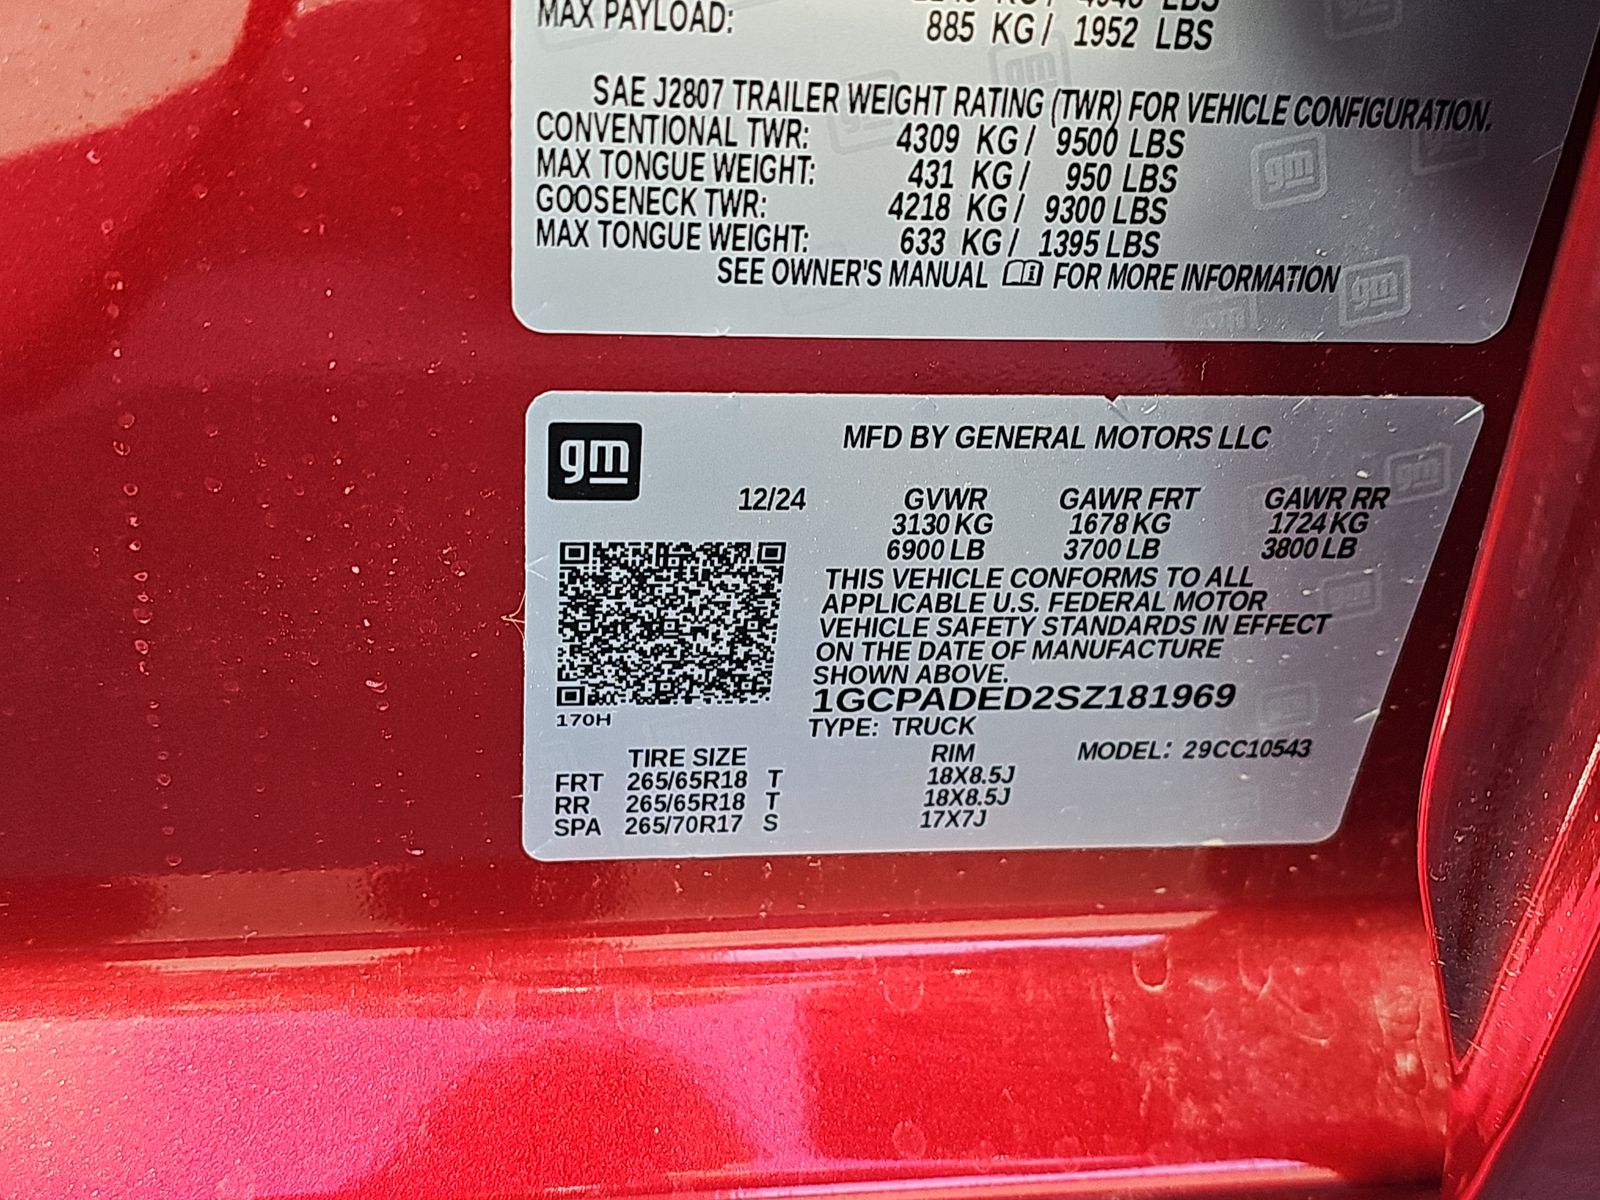 MAX PAYLOAD: 885 KG / 1952 LBS
SAE J2807 TRAILER WEIGHT RATING (TWR) FOR VEHICLE CONFIGURATION.
CONVENTIONAL TWR: 4309 KG / 9500 LBS
MAX TONGUE WEIGHT: 431 KG / 950 LBS
GOOSENECK TWR: 4218 KG / 9300 LBS
MAX TONGUE WEIGHT: 633 KG / 1395 LBS
SEE OWNER'S MANUAL FOR MORE INFORMATION
gm
MFD BY GENERAL MOTORS LLC
12/24 GVWR GAWR FRT GAWR RR
3130 KG 1678 KG 1724 KG
6900 LB 3700 LB 3800 LB
THIS VEHICLE CONFORMS TO ALL
APPLICABLE U.S. FEDERAL MOTOR
VEHICLE SAFETY STANDARDS IN EFFECT
ON THE DATE OF MANUFACTURE
SHOWN ABOVE.
1GCPADED2SZ181969
170H
TYPE: TRUCK
TIRE SIZE RIM MODEL: 29CC10543
FRT 265/65R18 T 18X8.5J
RR 265/65R18 T 18X8.5J
SPA 265/70R17 S 17X7J